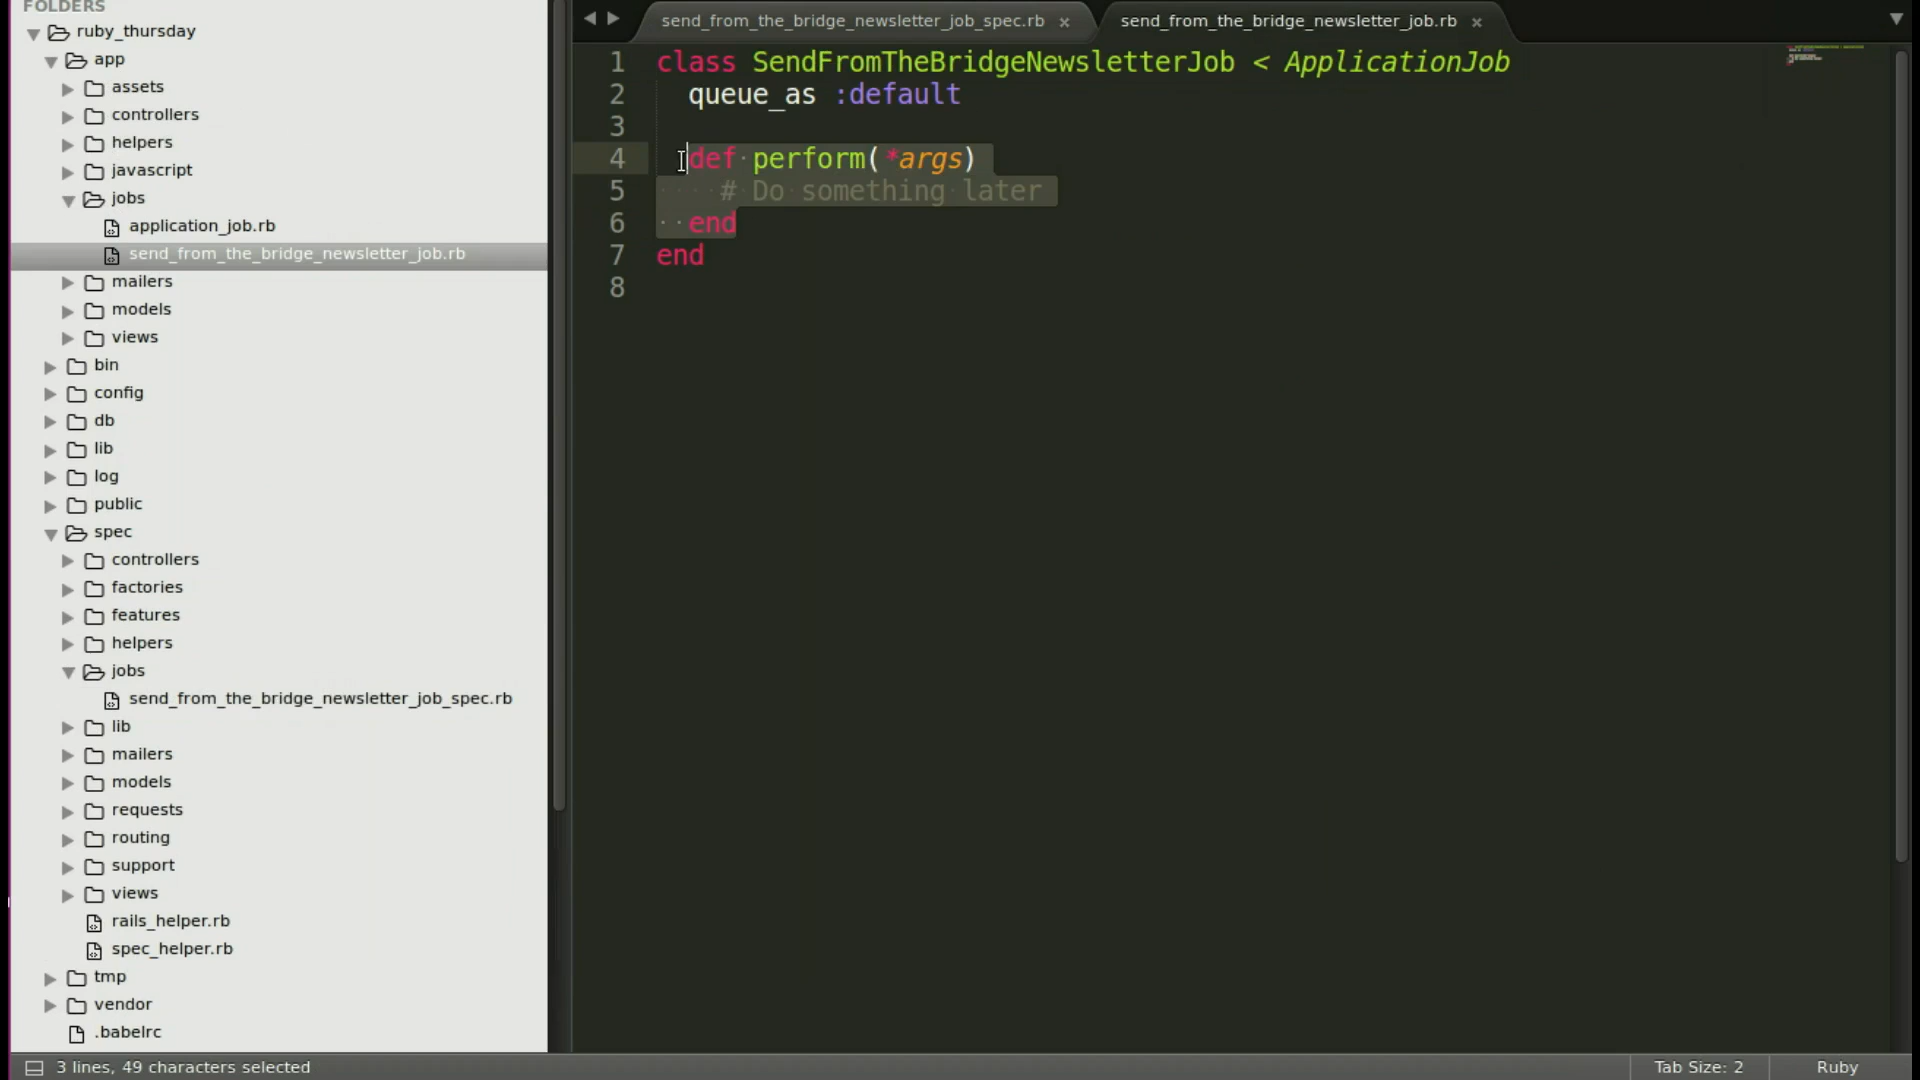 FOLDERS
ruby_thursday
app
assets
controllers
helpers
javascript
jobs
application_job.rb
send_from_the_bridge_newsletter_job.rb
mailers
models
views
bin
config
db
lib
log
public
spec
controllers
factories
features
helpers
jobs
send_from_the_bridge_newsletter_job_spec.rb
lib
mailers
models
requests
routing
support
views
rails_helper.rb
spec_helper.rb
tmp
vendor
.babelrc
send_from_the_bridge_newsletter_job_spec.rb ×
send_from_the_bridge_newsletter_job.rb ×
1 class SendFromTheBridgeNewsletterJob < ApplicationJob
2 queue_as :default
3
4 def perform(*args)
5 # Do something later
6 end
7 end
8
3 lines, 49 characters selected
Tab Size: 2
Ruby